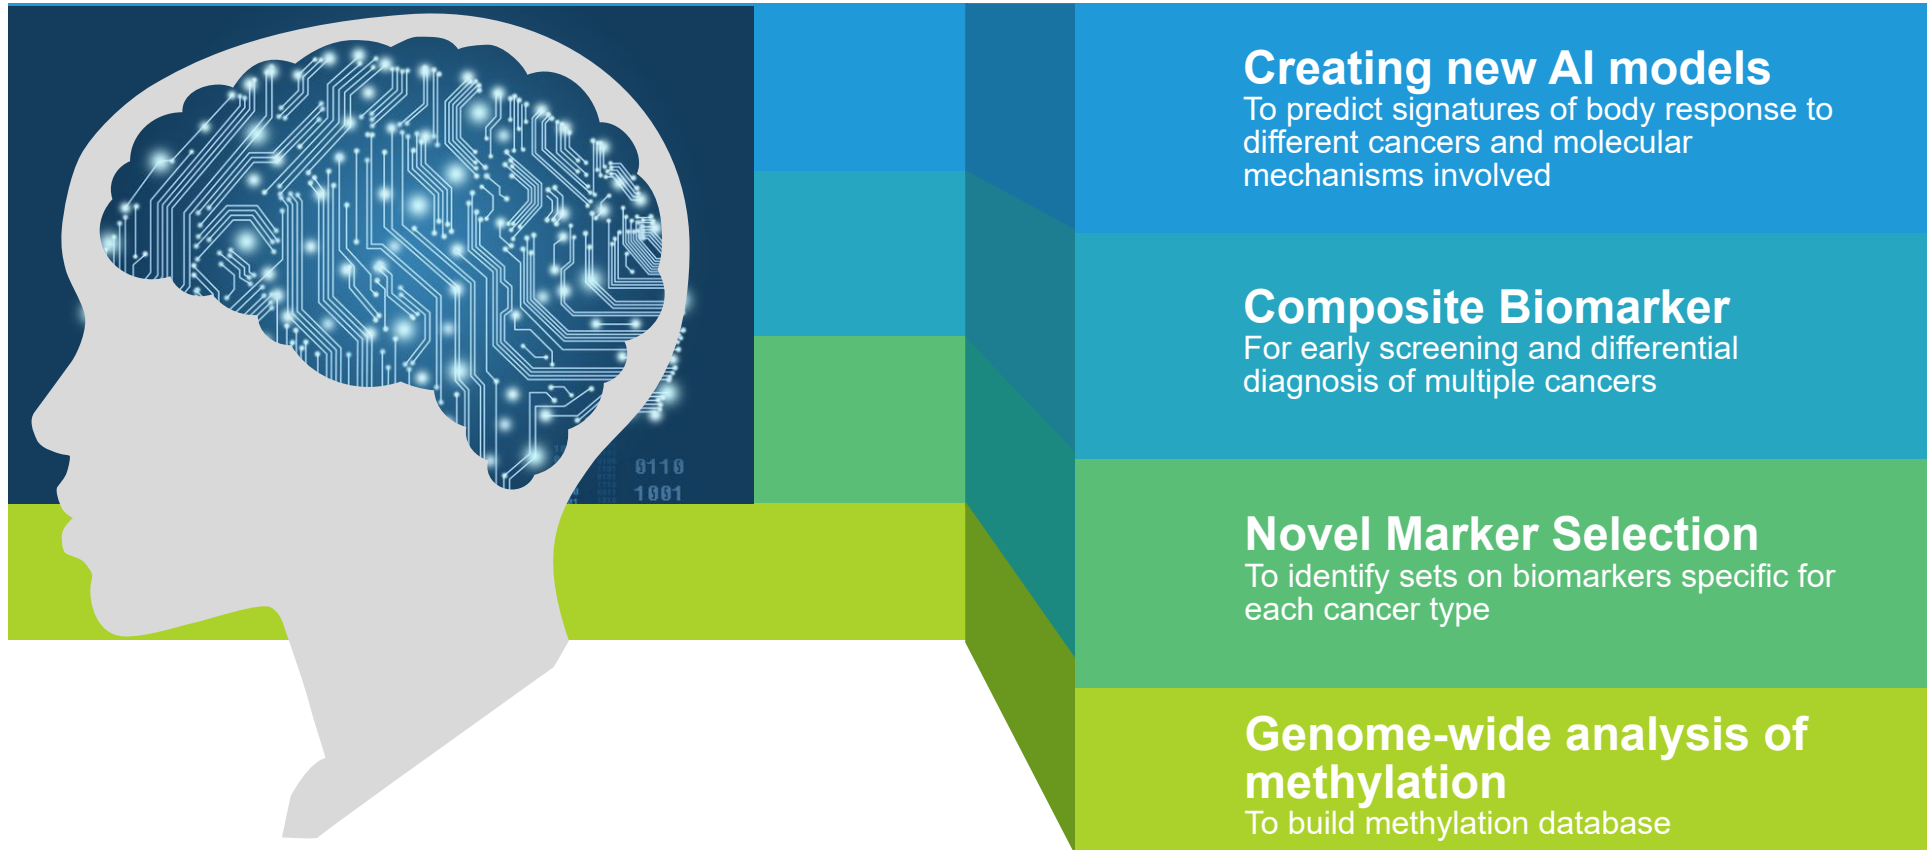 Creating new AI models
To predict signatures of body response to
different cancers and molecular
mechanisms involved
Composite Biomarker
For early screening and differential
diagnosis of multiple cancers
0110
1001
Novel Marker Selection
To identify sets on biomarkers specific for
each cancer type
Genome-wide analysis of
methylation
To build methylation database